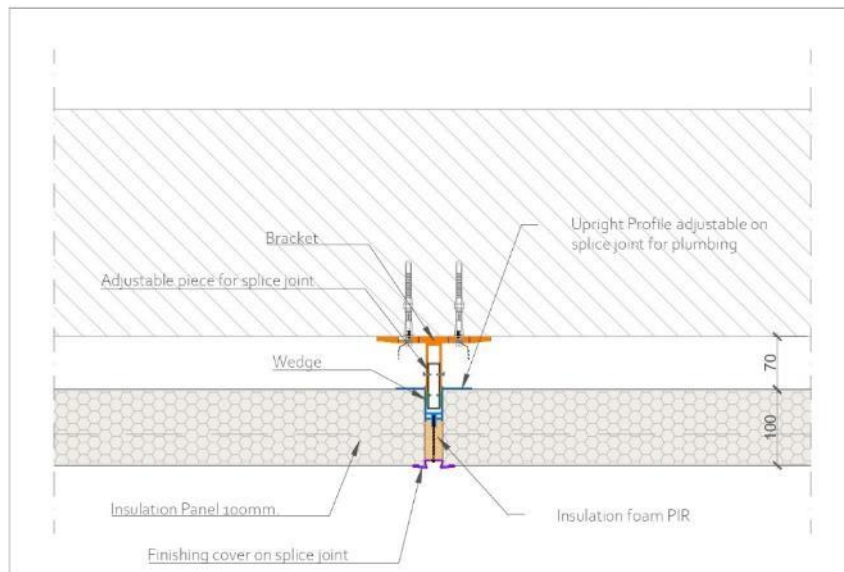 Upright Profile adjustable on
splice joint for plumbing
Bracket
Adjustable piece for splice joint
Wedge
70
100
Insulation Panel 100mm.
Insulation foam PIR
Finishing cover on splice joint